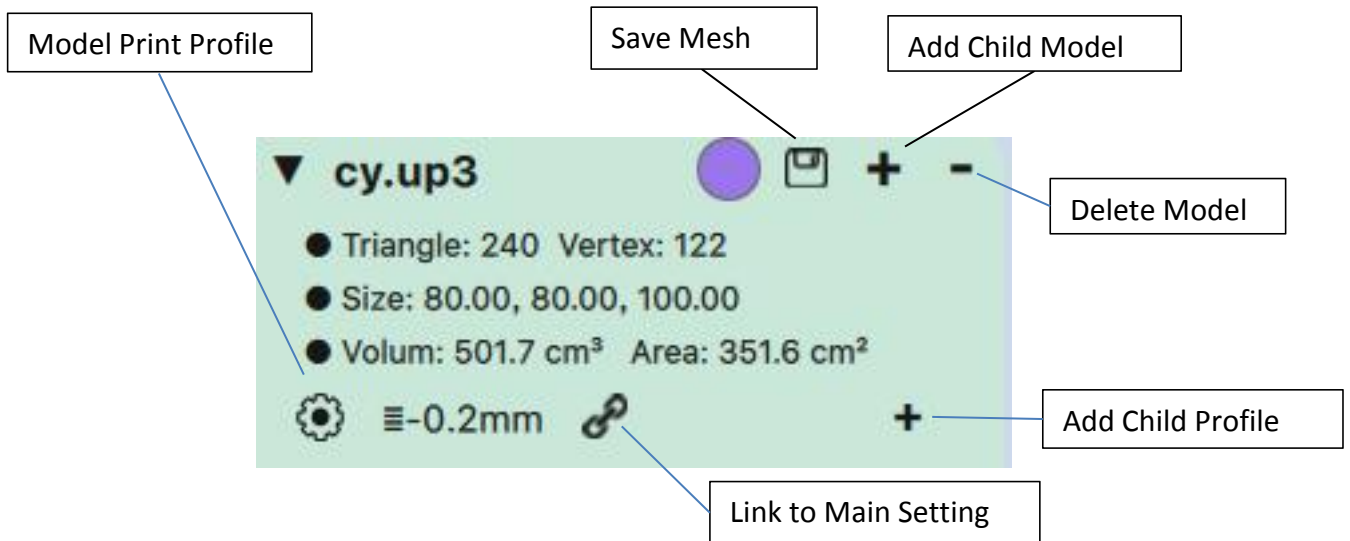 Model Print Profile
Save Mesh
Add Child Model
▼ cy.up3 + -
Delete Model
● Triangle: 240 Vertex: 122
● Size: 80.00, 80.00, 100.00
● Volum: 501.7 cm³ Area: 351.6 cm²
≣-0.2mm +
Add Child Profile
Link to Main Setting